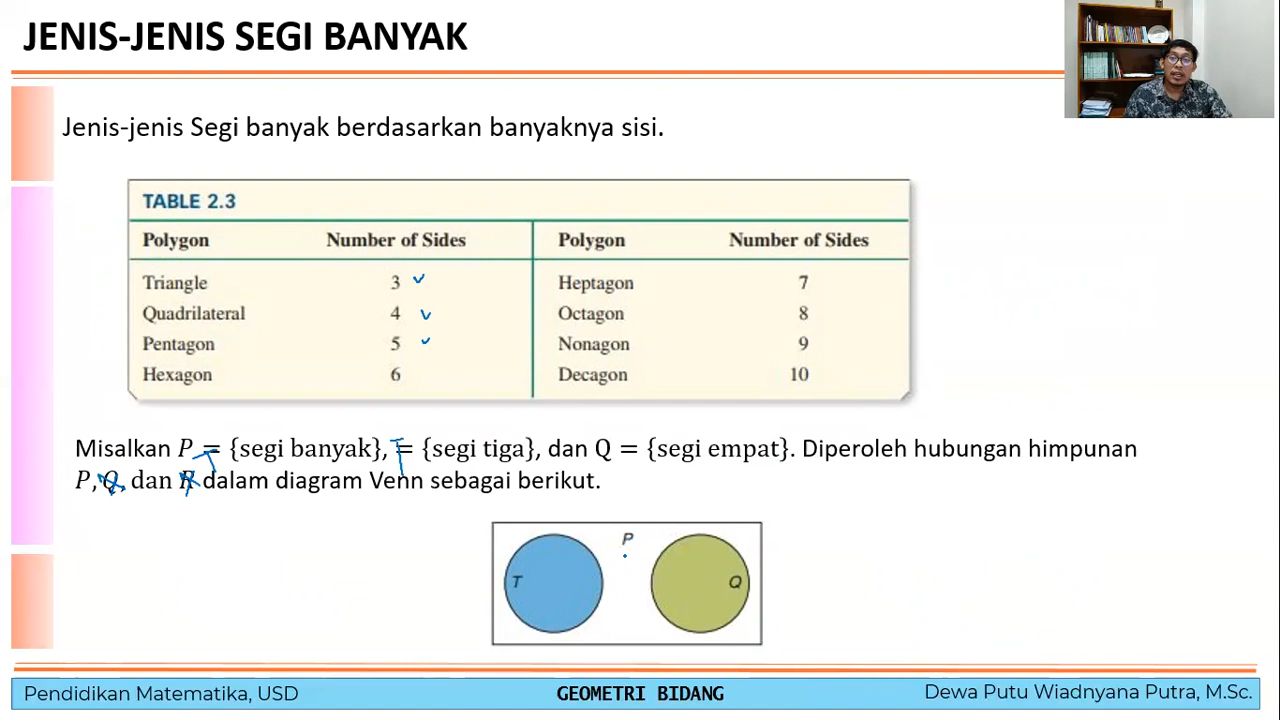 JENIS-JENIS SEGI BANYAK
Jenis-jenis Segi banyak berdasarkan banyaknya sisi.
TABLE 2.3
Polygon Number of Sides Polygon Number of Sides
Triangle 3 Heptagon 7
Quadrilateral 4 Octagon 8
Pentagon 5 Nonagon 9
Hexagon 6 Decagon 10
Misalkan P = {segi banyak}, T = {segi tiga}, dan Q = {segi empat}. Diperoleh hubungan himpunan
P, Q, dan R dalam diagram Venn sebagai berikut.
P
T Q
Pendidikan Matematika, USD GEOMETRI BIDANG Dewa Putu Wiadnyana Putra, M.Sc.